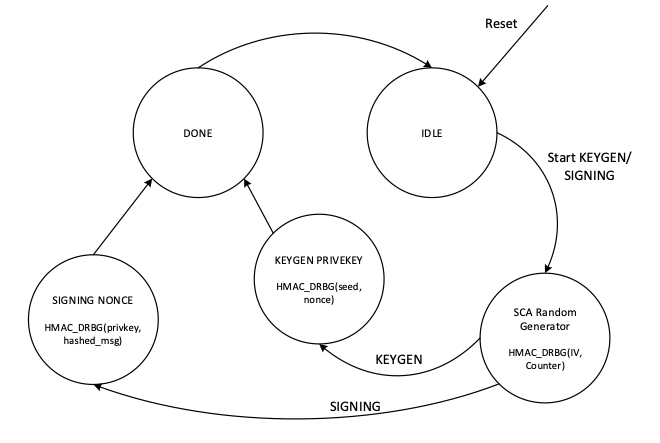 Reset
DONE
IDLE
Start KEYGEN/
SIGNING
KEYGEN PRIVEKEY
HMAC_DRBG(seed,
nonce)
SIGNING NONCE
HMAC_DRBG(privkey,
hashed_msg)
SCA Random
Generator
HMAC_DRBG(IV,
Counter)
KEYGEN
SIGNING